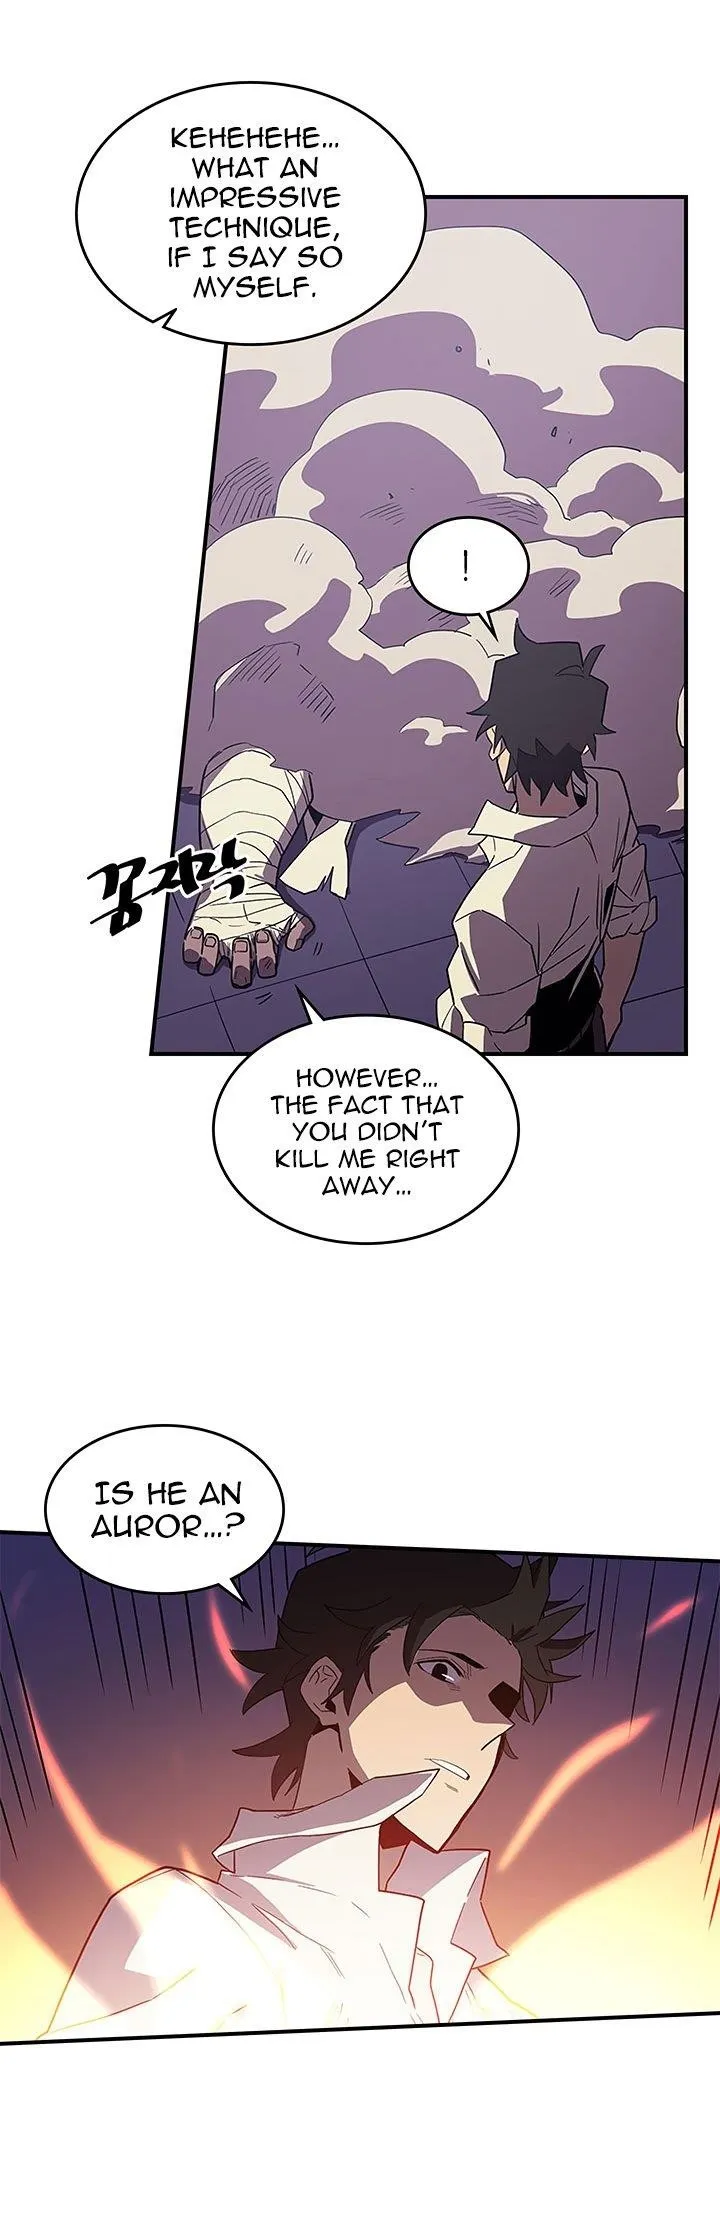 KEHEHEHE...
WHAT AN
IMPRESSIVE
TECHNIQUE,
IF I SAY SO
MYSELF.
!
꿈지락
HOWEVER...
THE FACT THAT
YOU DIDN'T
KILL ME RIGHT
AWAY...
IS HE AN
AUROR...?